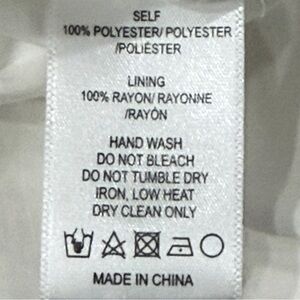 SELF
100% POLYESTER/ POLYESTER
/POLIÉSTER
LINING
100% RAYON/ RAYONNE
/RAYÓN
HAND WASH
DO NOT BLEACH
DO NOT TUMBLE DRY
IRON, LOW HEAT
DRY CLEAN ONLY
MADE IN CHINA